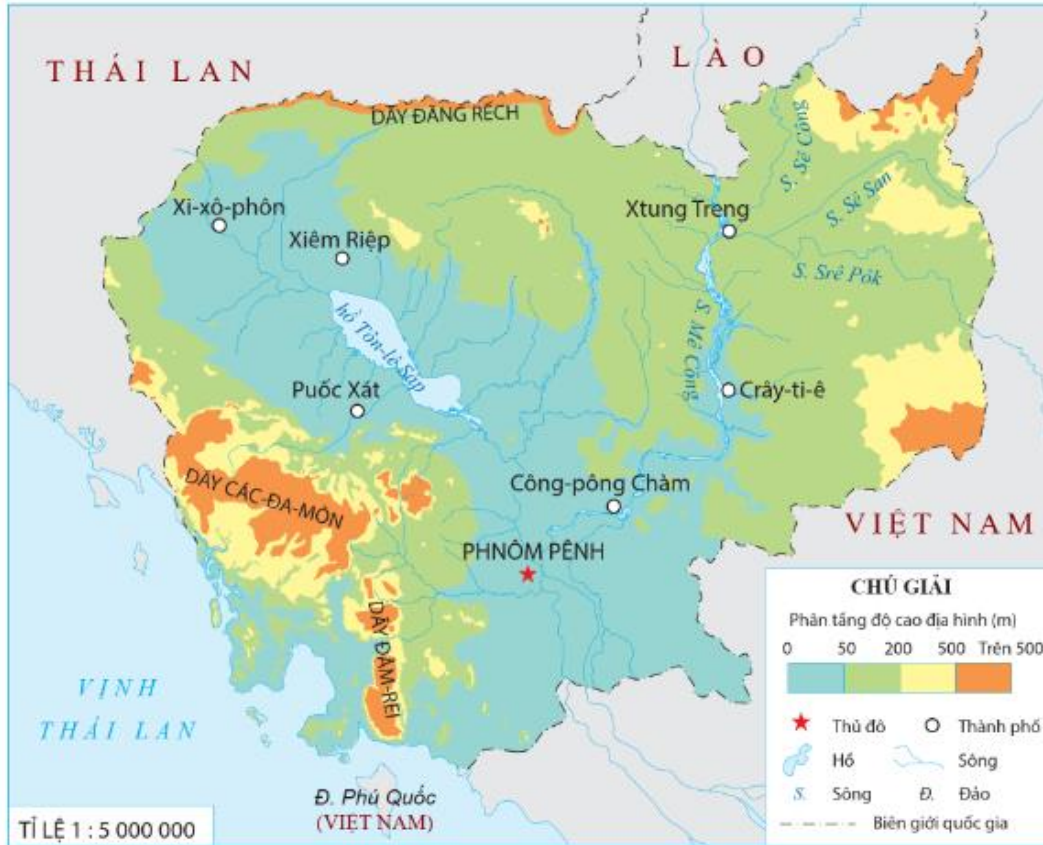 THÁI LAN
LÀO
DÃY ĐĂNG RẾCH
S. Sê Công
S. Sê San
Xi-xô-phôn
Xiêm Riệp
Xtung Treng
S. Srê Pôk
hồ Tôn-lê Sáp
S. Mê Công
Puốc Xát
Crây-ti-ê
DÃY CÁC-ĐA-MÔN
Công-pông Chàm
VIỆT NAM
PHNÔM PÊNH
DÃY ĐĂM-REI
VỊNH
THÁI LAN
Đ. Phú Quốc
(VIỆT NAM)
TỈ LỆ 1 : 5 000 000
CHÚ GIẢI
Phân tầng độ cao địa hình (m)
0 50 200 500 Trên 500
Thủ đô
Thành phố
Hồ
Sông
S. Sông
Đ. Đảo
Biên giới quốc gia